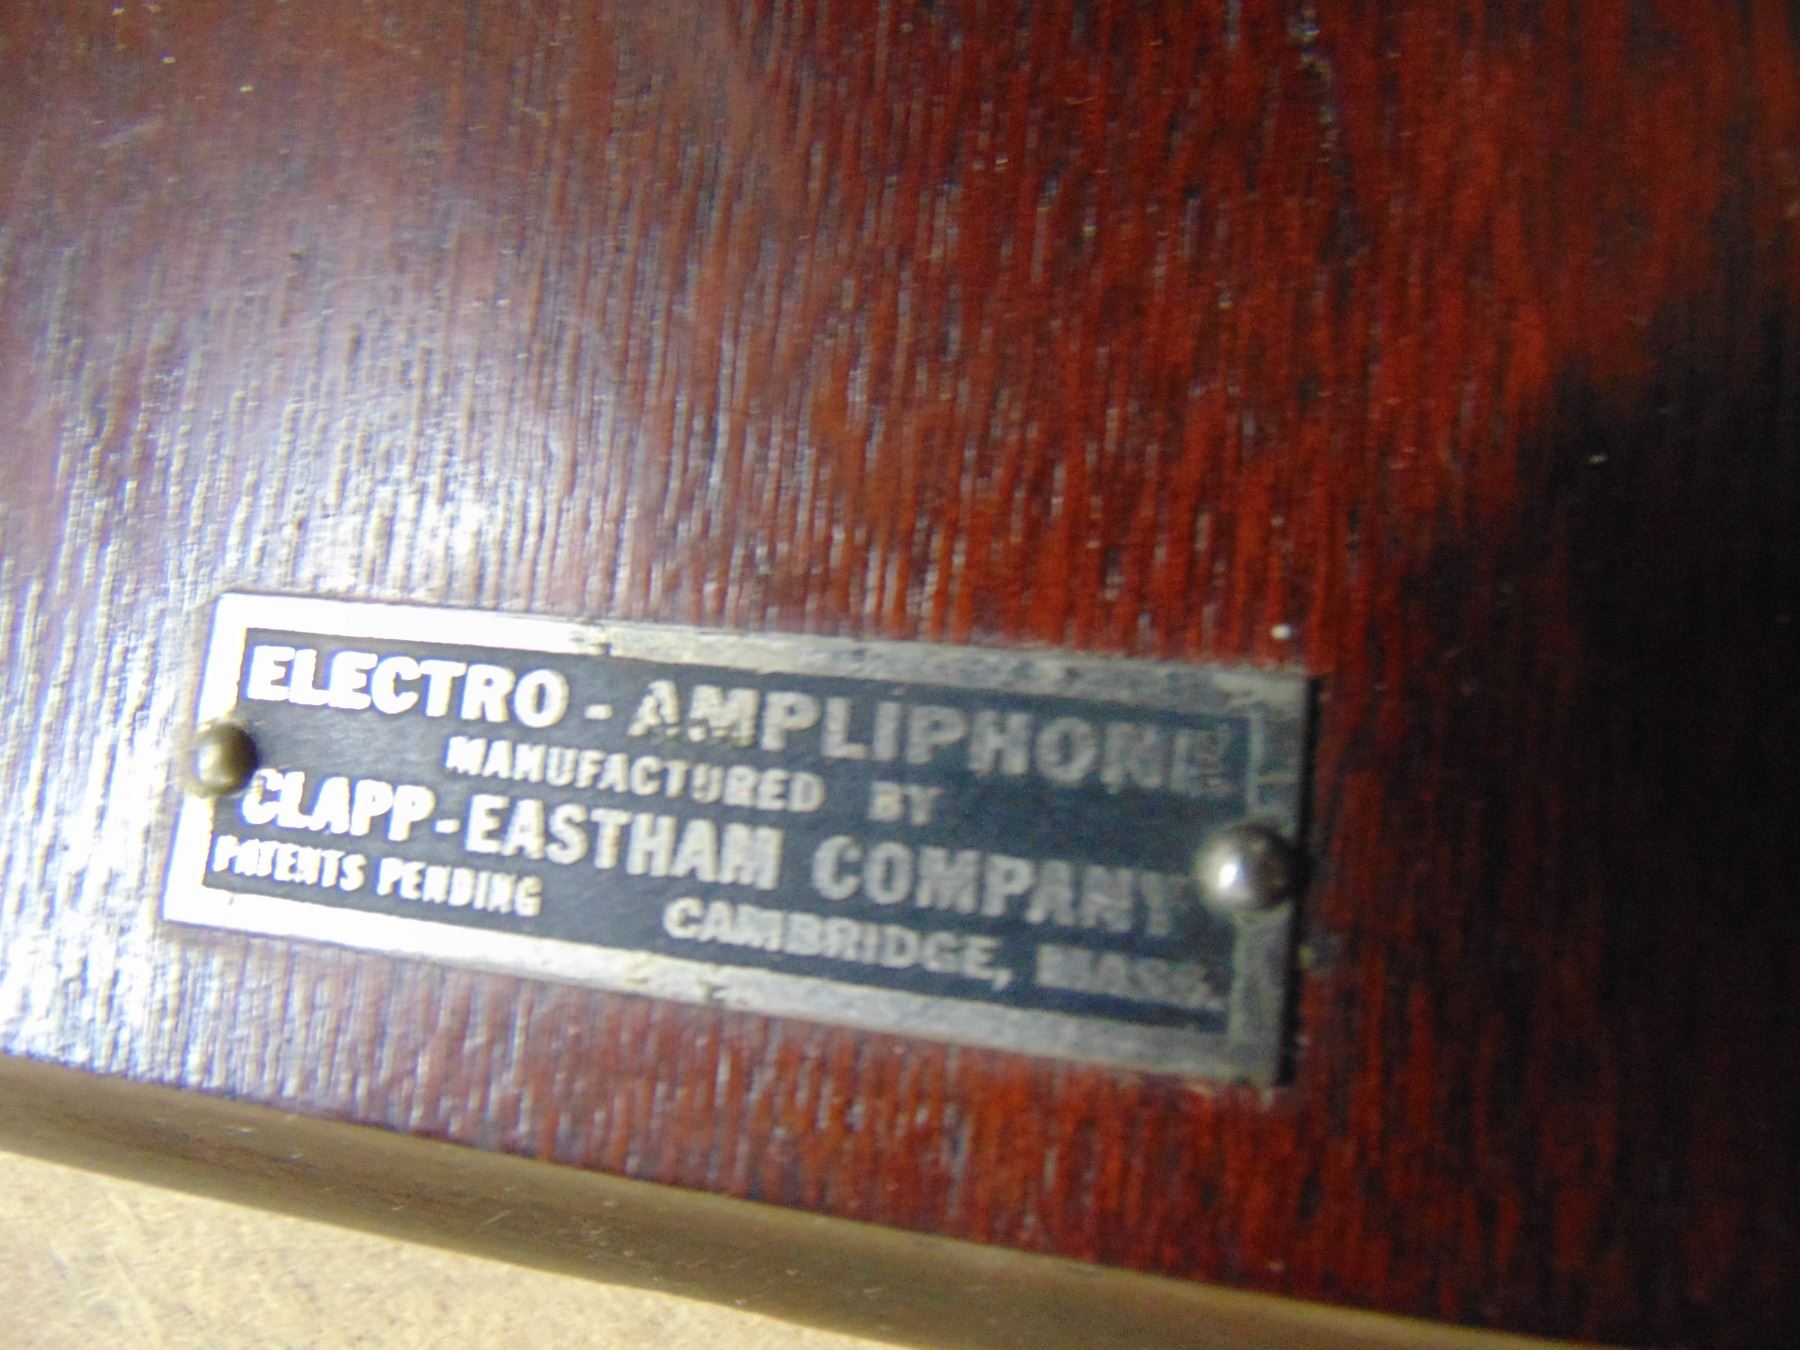 ELECTRO-AMPLIPHONE
MANUFACTURED BY
CLAPP-EASTHAM COMPANY
PATENTS PENDING CAMBRIDGE, MASS.